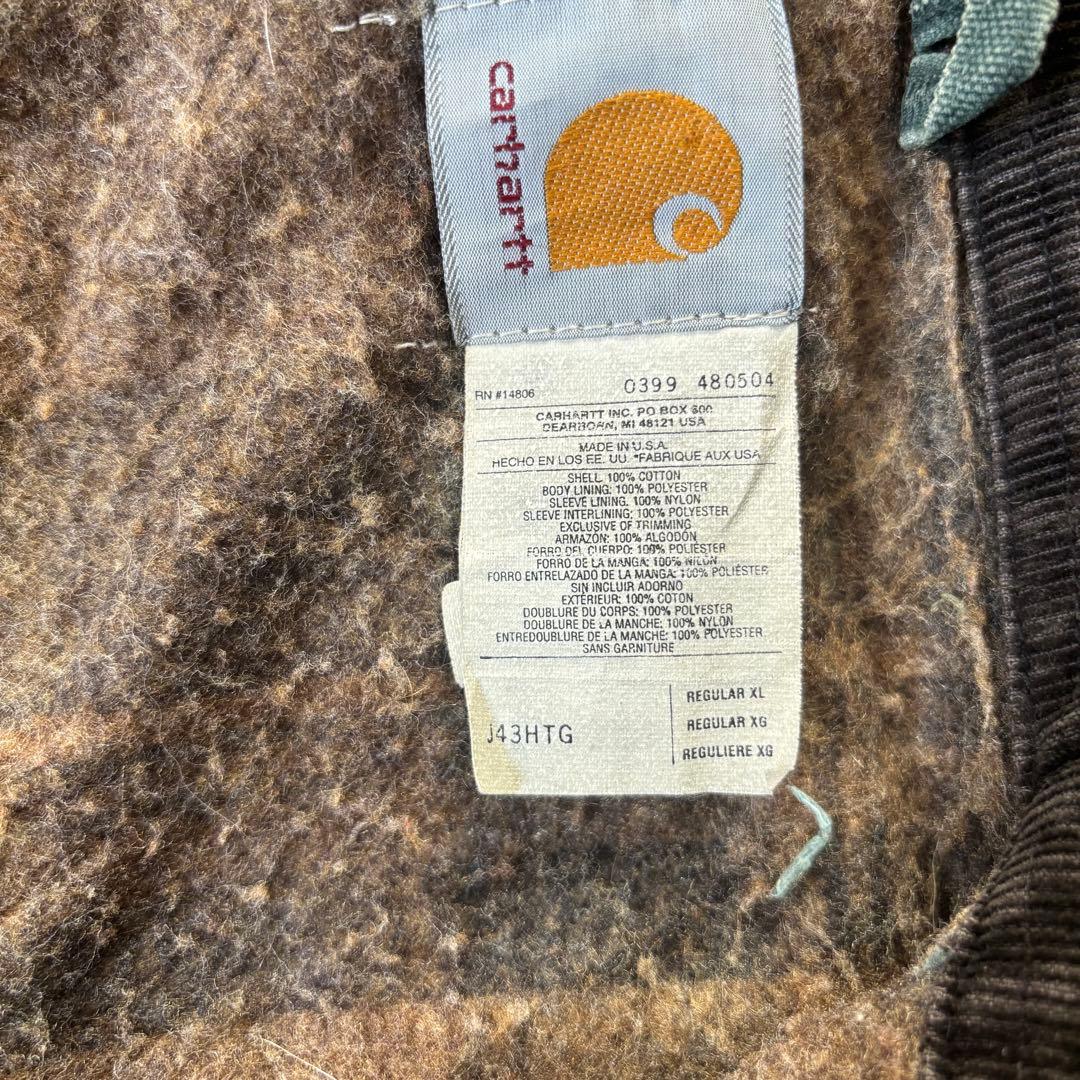 carhartt
RN #14806 0399 480504
CARHARTT INC. PO BOX 600
DEARBORN, MI 48121 USA
MADE IN U.S.A.
HECHO EN LOS EE. UU. *FABRIQUE AUX USA
SHELL 100% COTTON
BODY LINING: 100% POLYESTER
SLEEVE LINING. 100% NYLON
SLEEVE INTERLINING: 100% POLYESTER
EXCLUSIVE OF TRIMMING
ARMAZON: 100% ALGODON
FORRO DEL CUERPO: 100% POLIESTER
FORRO DE LA MANGA: 100% NILON
FORRO ENTRELAZADO DE LA MANGA: 100% POLIÉSTER
SIN INCLUIR ADORNO
EXTÉRIEUR: 100% COTON
DOUBLURE DU CORPS: 100% POLYESTER
DOUBLURE DE LA MANCHE: 100% NYLON
ENTREDOUBLURE DE LA MANCHE: 100% POLYESTER
SANS GARNITURE
J43HTG
REGULAR XL
REGULAR XG
REGULIERE XG